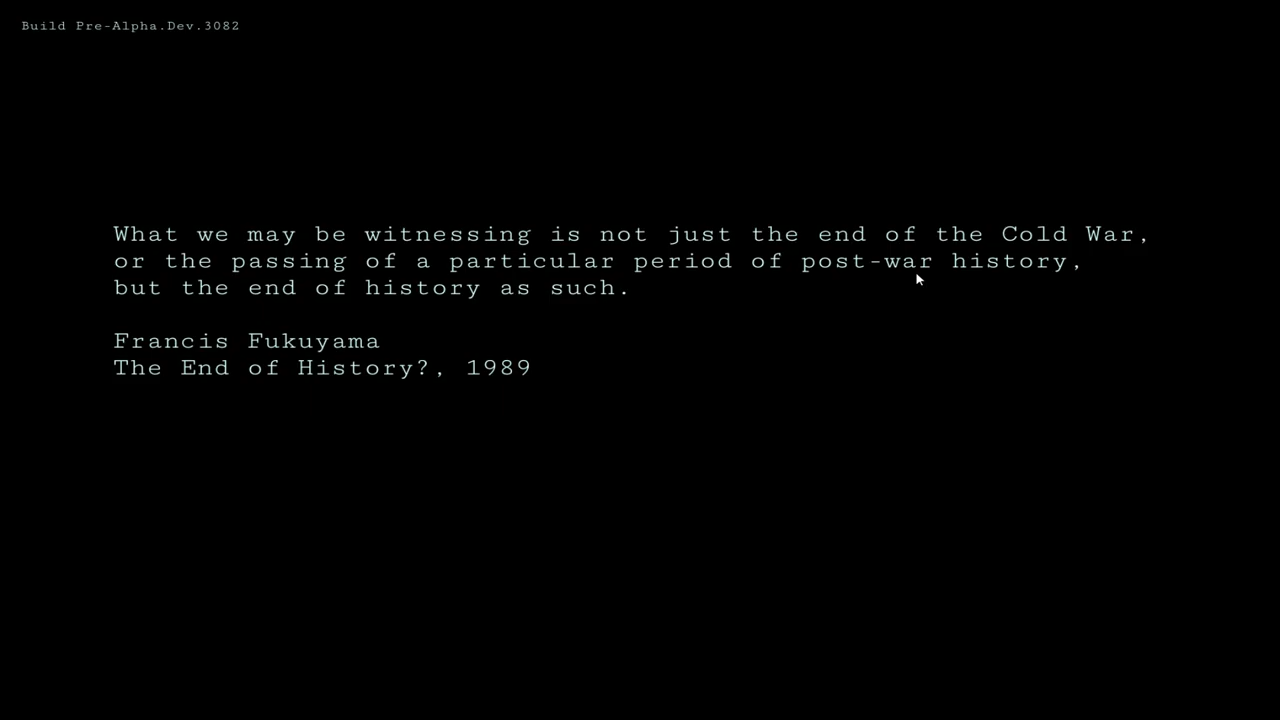 Build Pre-Alpha.Dev.3082
What we may be witnessing is not just the end of the Cold War,
or the passing of a particular period of post-war history,
but the end of history as such.
Francis Fukuyama
The End of History?, 1989